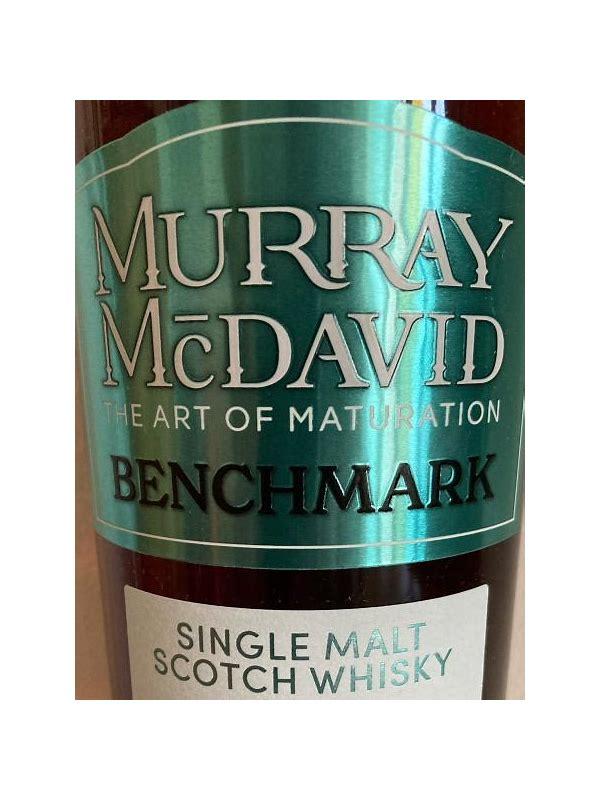 MURRAY
McDAVID
THE ART OF MATURATION
BENCHMARK
SINGLE MALT
SCOTCH WHISKY